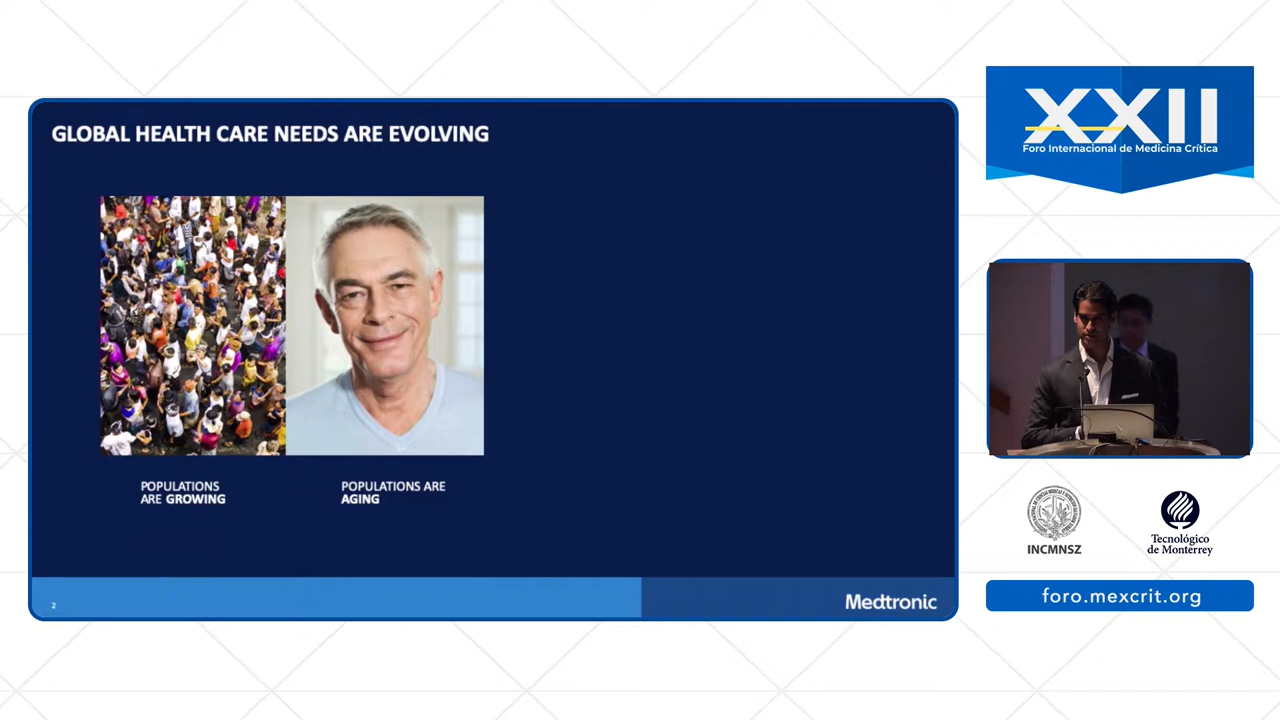 GLOBAL HEALTH CARE NEEDS ARE EVOLVING
POPULATIONS
ARE GROWING
POPULATIONS ARE
AGING
2
Medtronic
XXII
Foro Internacional de Medicina Crítica
INCMNSZ
Tecnológico
de Monterrey
foro.mexcrit.org